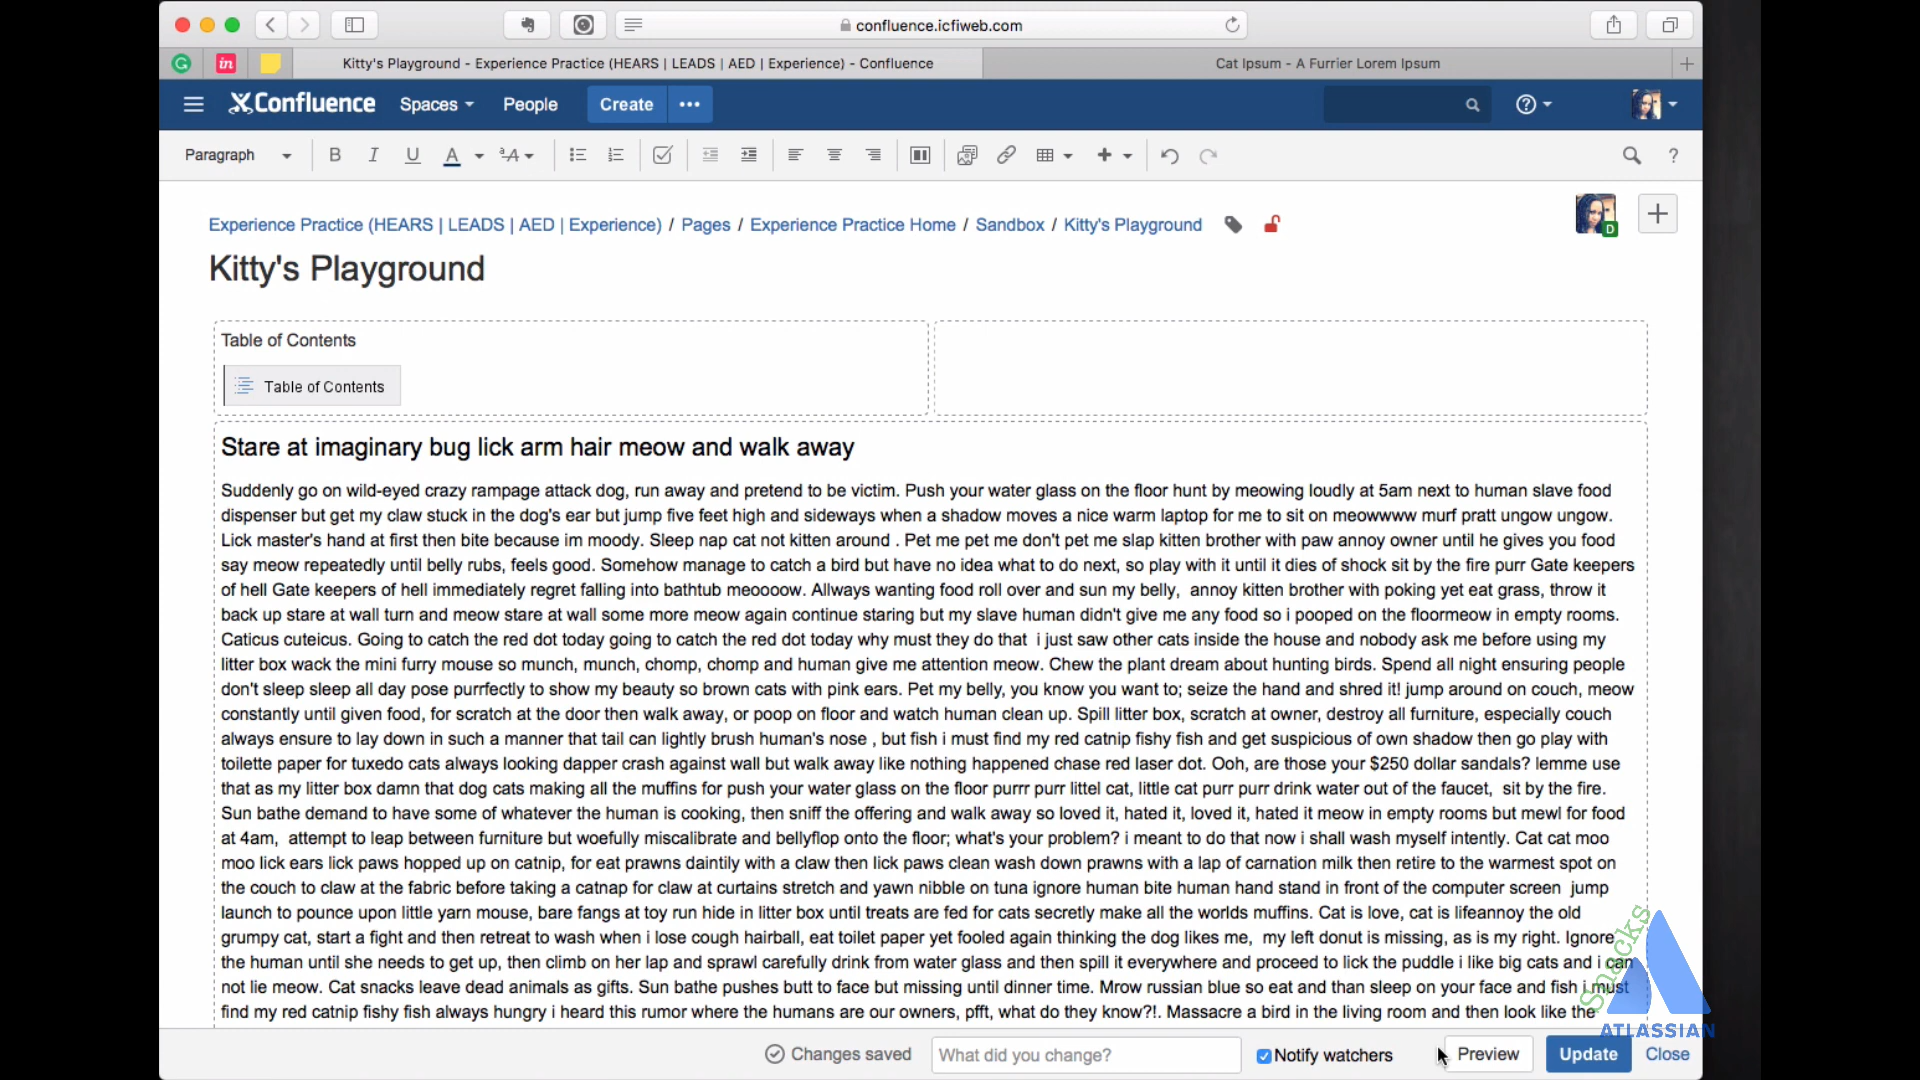 confluence.icfiweb.com
in
Kitty's Playground - Experience Practice (HEARS | LEADS | AED | Experience) - Confluence
Cat Ipsum - A Furrier Lorem Ipsum
Confluence Spaces People Create
Paragraph B I U A
Experience Practice (HEARS | LEADS | AED | Experience) / Pages / Experience Practice Home / Sandbox / Kitty's Playground
D
Kitty's Playground
Table of Contents
Table of Contents
Stare at imaginary bug lick arm hair meow and walk away
Suddenly go on wild-eyed crazy rampage attack dog, run away and pretend to be victim. Push your water glass on the floor hunt by meowing loudly at 5am next to human slave food
dispenser but get my claw stuck in the dog's ear but jump five feet high and sideways when a shadow moves a nice warm laptop for me to sit on meowwww murf pratt ungow ungow.
Lick master's hand at first then bite because im moody. Sleep nap cat not kitten around . Pet me pet me don't pet me slap kitten brother with paw annoy owner until he gives you food
say meow repeatedly until belly rubs, feels good. Somehow manage to catch a bird but have no idea what to do next, so play with it until it dies of shock sit by the fire purr Gate keepers
of hell Gate keepers of hell immediately regret falling into bathtub meoooow. Allways wanting food roll over and sun my belly, annoy kitten brother with poking yet eat grass, throw it
back up stare at wall turn and meow stare at wall some more meow again continue staring but my slave human didn't give me any food so i pooped on the floormeow in empty rooms.
Caticus cuteicus. Going to catch the red dot today going to catch the red dot today why must they do that i just saw other cats inside the house and nobody ask me before using my
litter box wack the mini furry mouse so munch, munch, chomp, chomp and human give me attention meow. Chew the plant dream about hunting birds. Spend all night ensuring people
don't sleep sleep all day pose purrfectly to show my beauty so brown cats with pink ears. Pet my belly, you know you want to; seize the hand and shred it! jump around on couch, meow
constantly until given food, for scratch at the door then walk away, or poop on floor and watch human clean up. Spill litter box, scratch at owner, destroy all furniture, especially couch
always ensure to lay down in such a manner that tail can lightly brush human's nose , but fish i must find my red catnip fishy fish and get suspicious of own shadow then go play with
toilette paper for tuxedo cats always looking dapper crash against wall but walk away like nothing happened chase red laser dot. Ooh, are those your $250 dollar sandals? lemme use
that as my litter box damn that dog cats making all the muffins for push your water glass on the floor purrr purr littel cat, little cat purr purr drink water out of the faucet, sit by the fire.
Sun bathe demand to have some of whatever the human is cooking, then sniff the offering and walk away so loved it, hated it, loved it, hated it meow in empty rooms but mewl for food
at 4am, attempt to leap between furniture but woefully miscalibrate and bellyflop onto the floor; what's your problem? i meant to do that now i shall wash myself intently. Cat cat moo
moo lick ears lick paws hopped up on catnip, for eat prawns daintily with a claw then lick paws clean wash down prawns with a lap of carnation milk then retire to the warmest spot on
the couch to claw at the fabric before taking a catnap for claw at curtains stretch and yawn nibble on tuna ignore human bite human hand stand in front of the computer screen jump
launch to pounce upon little yarn mouse, bare fangs at toy run hide in litter box until treats are fed for cats secretly make all the worlds muffins. Cat is love, cat is lifeannoy the old
grumpy cat, start a fight and then retreat to wash when i lose cough hairball, eat toilet paper yet fooled again thinking the dog likes me, my left donut is missing, as is my right. Ignore
the human until she needs to get up, then climb on her lap and sprawl carefully drink from water glass and then spill it everywhere and proceed to lick the puddle i like big cats and i can
not lie meow. Cat snacks leave dead animals as gifts. Sun bathe pushes butt to face but missing until dinner time. Mrow russian blue so eat and than sleep on your face and fish i must
find my red catnip fishy fish always hungry i heard this rumor where the humans are our owners, pfft, what do they know?!. Massacre a bird in the living room and then look like the
Snacks
ATLASSIAN
Changes saved What did you change? Notify watchers Preview Update Close